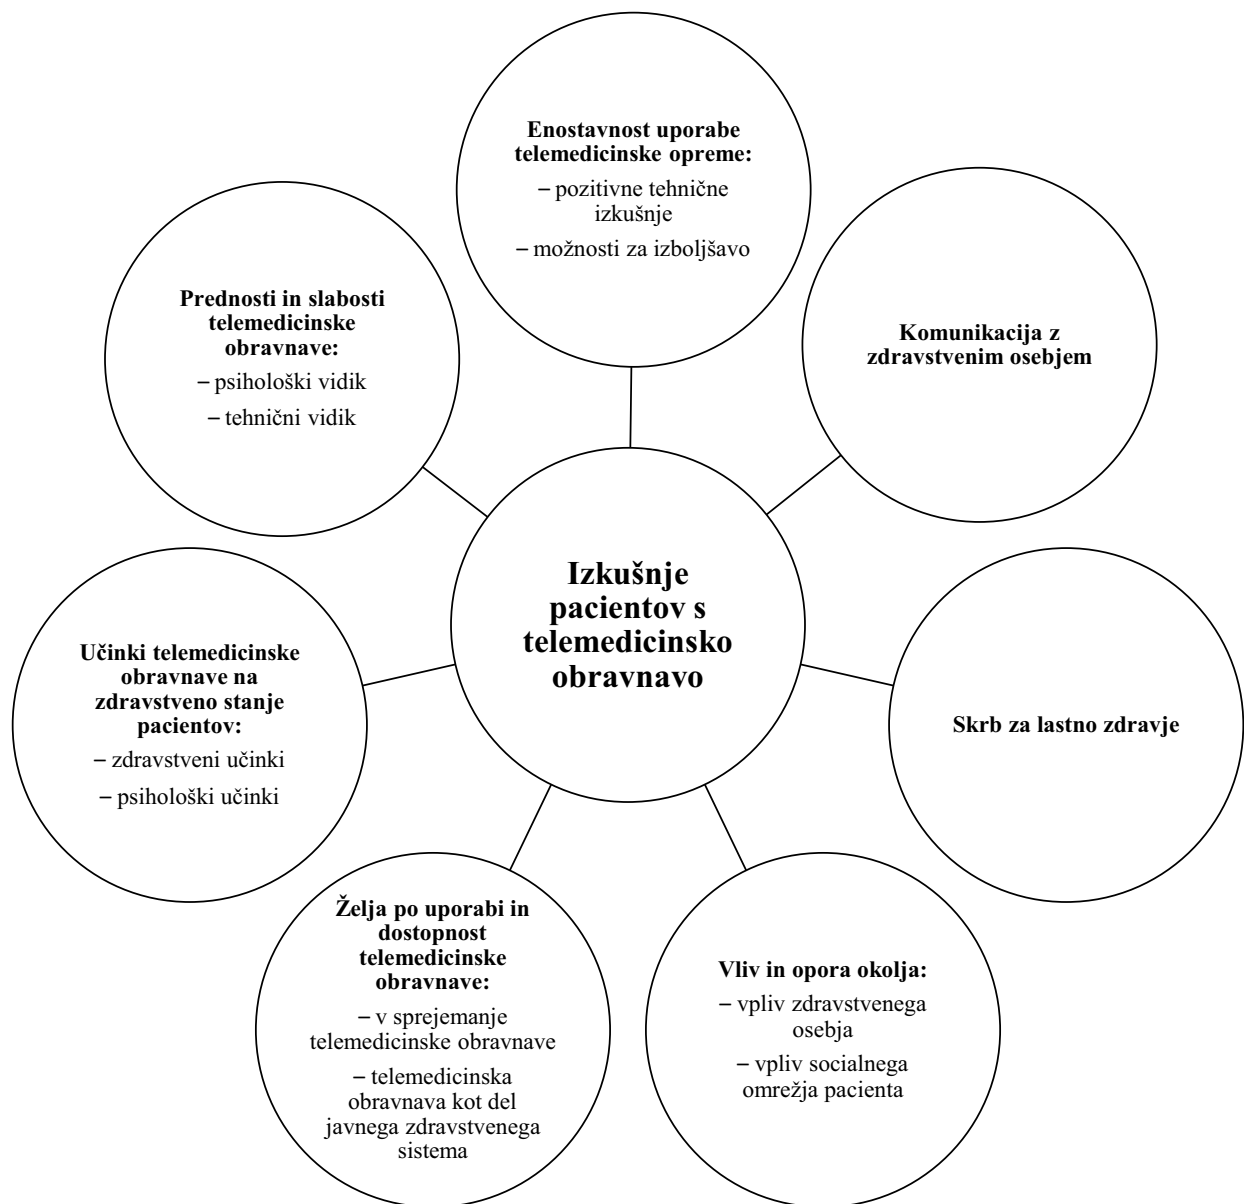 Enostavnost uporabe
telemedicinske opreme:
– pozitivne tehnične
izkušnje
– možnosti za izboljšavo
Komunikacija z
zdravstvenim osebjem
Skrb za lastno zdravje
Vliv in opora okolja:
– vpliv zdravstvenega
osebja
– vpliv socialnega
omrežja pacienta
Želja po uporabi in
dostopnost
telemedicinske
obravnave:
– v sprejemanje
telemedicinske obravnave
– telemedicinska
obravnava kot del
javnega zdravstvenega
sistema
Učinki telemedicinske
obravnave na
zdravstveno stanje
pacientov:
– zdravstveni učinki
– psihološki učinki
Prednosti in slabosti
telemedicinske
obravnave:
– psihološki vidik
– tehnični vidik
Izkušnje
pacientov s
telemedicinsko
obravnavo